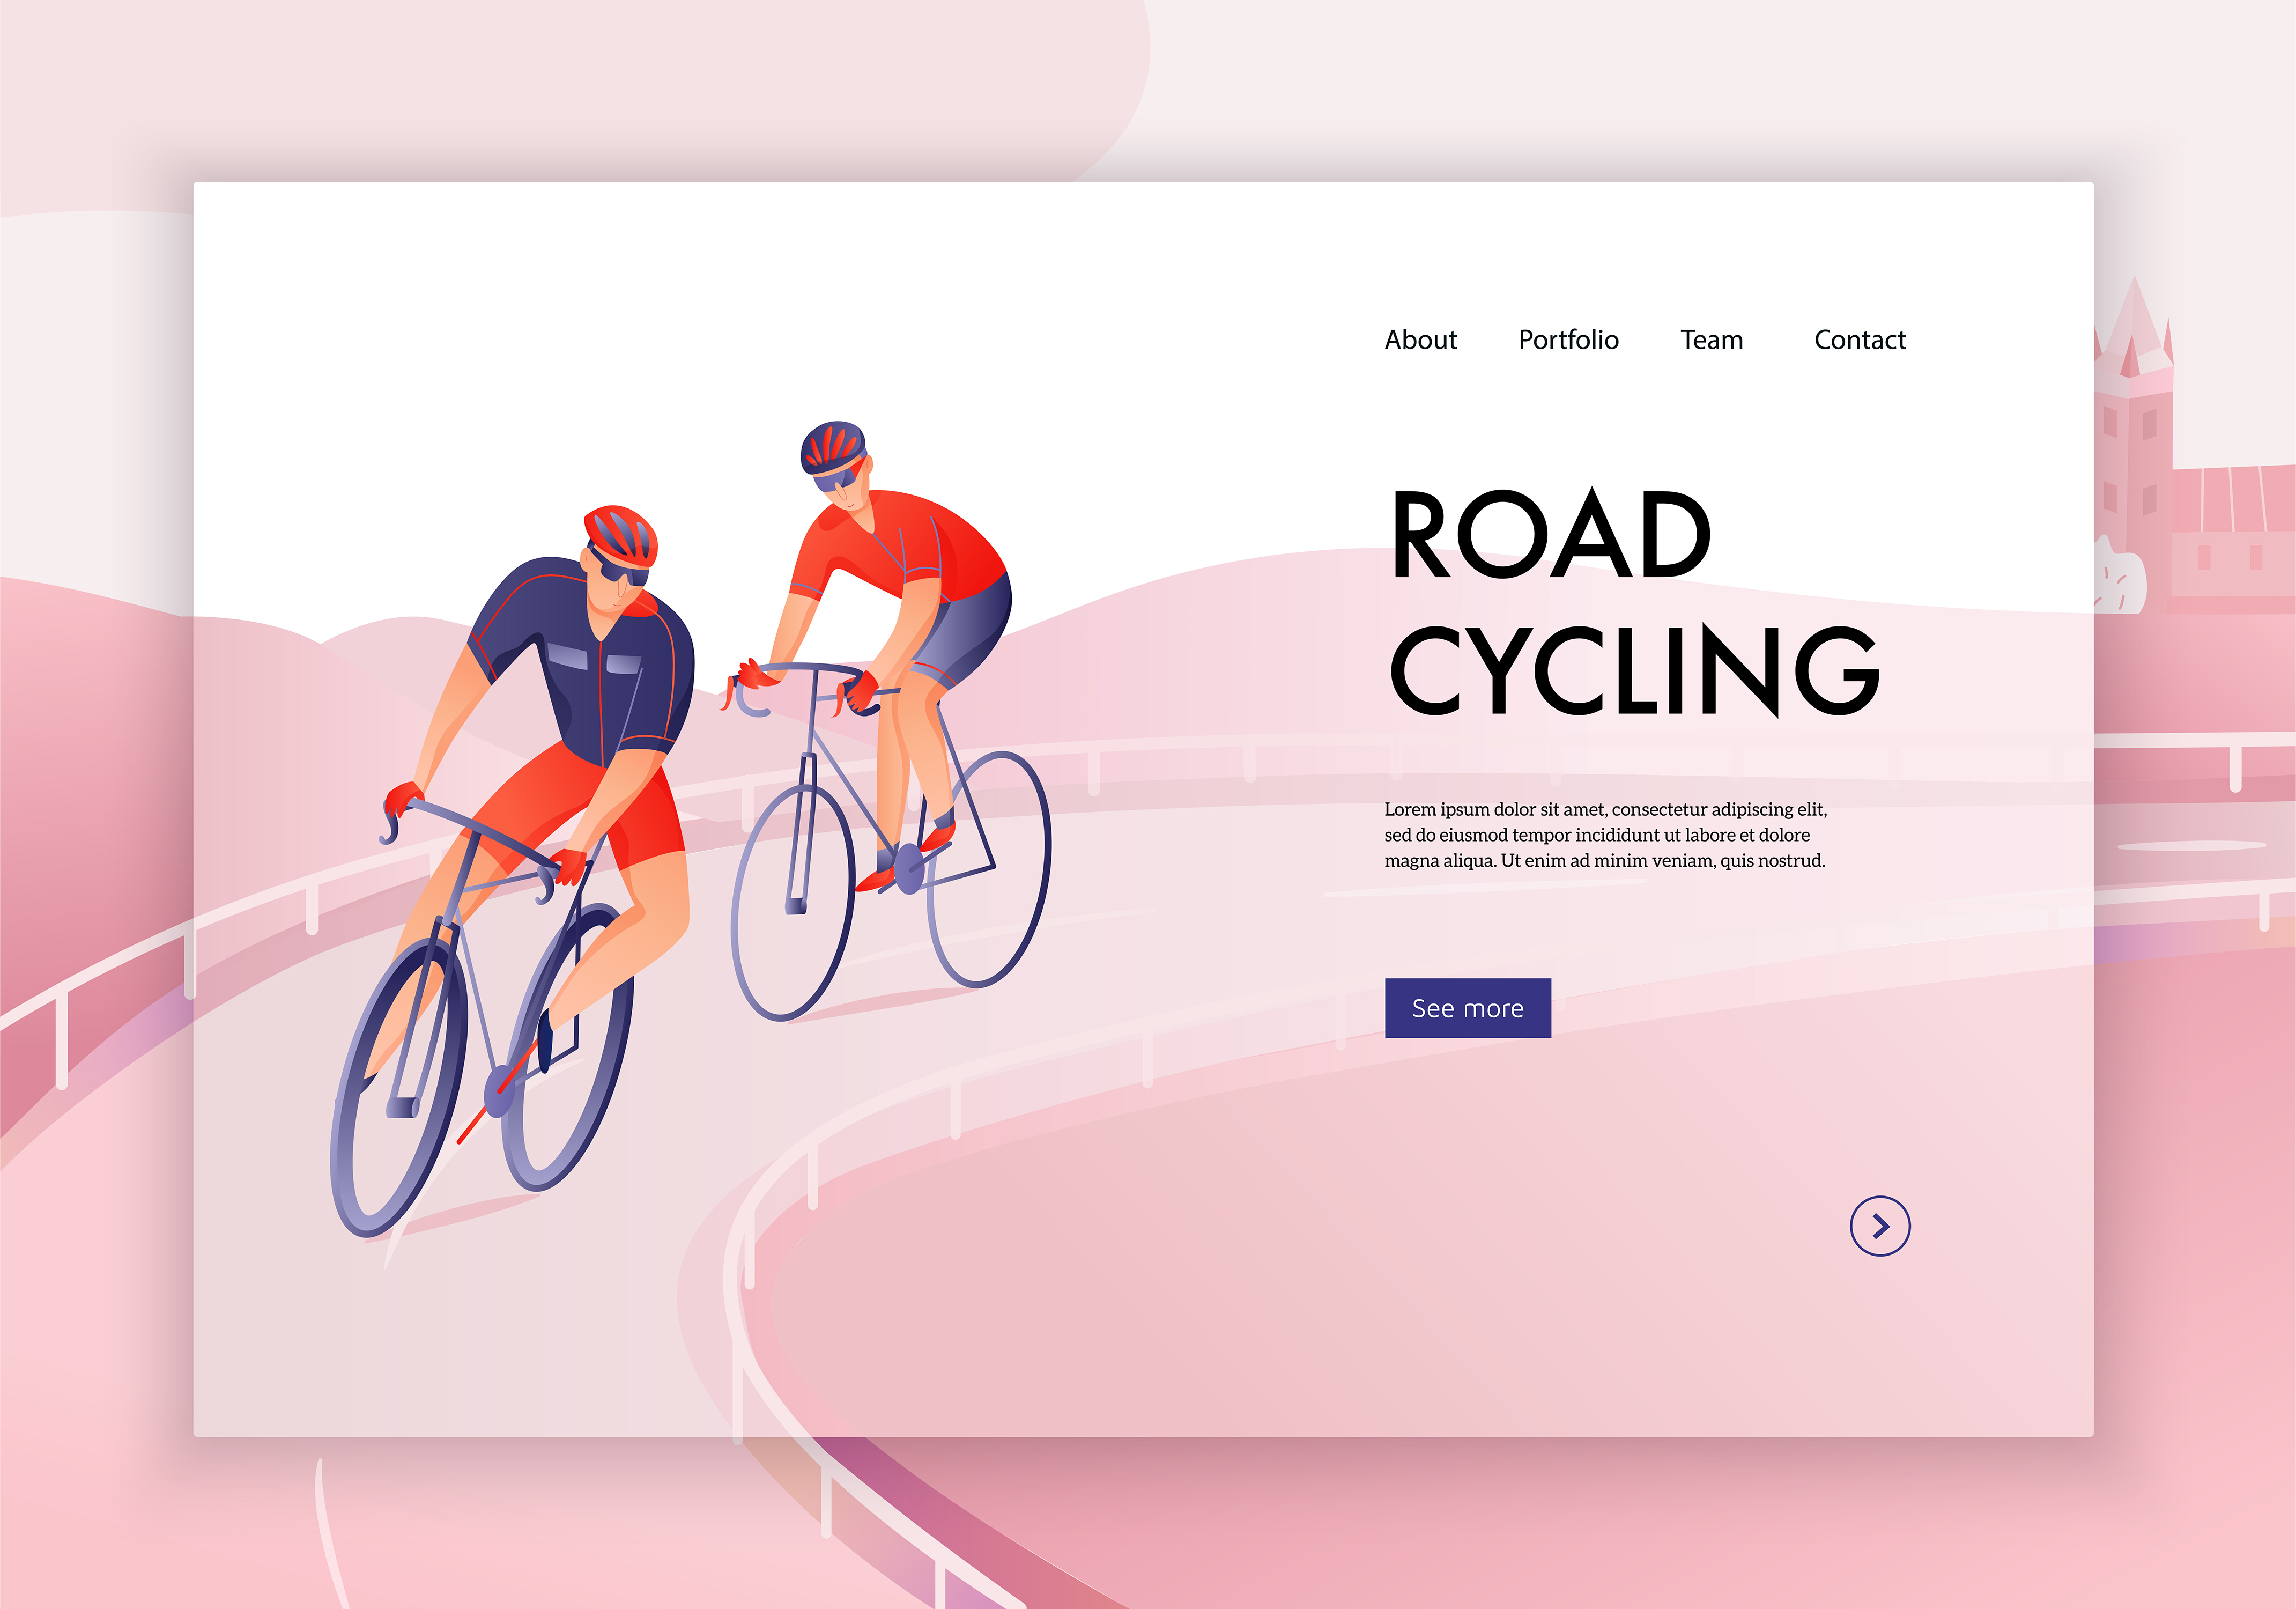 About Portfolio Team Contact
ROAD
CYCLING
Lorem ipsum dolor sit amet, consectetur adipiscing elit,
sed do eiusmod tempor incididunt ut labore et dolore
magna aliqua. Ut enim ad minim veniam, quis nostrud.
See more